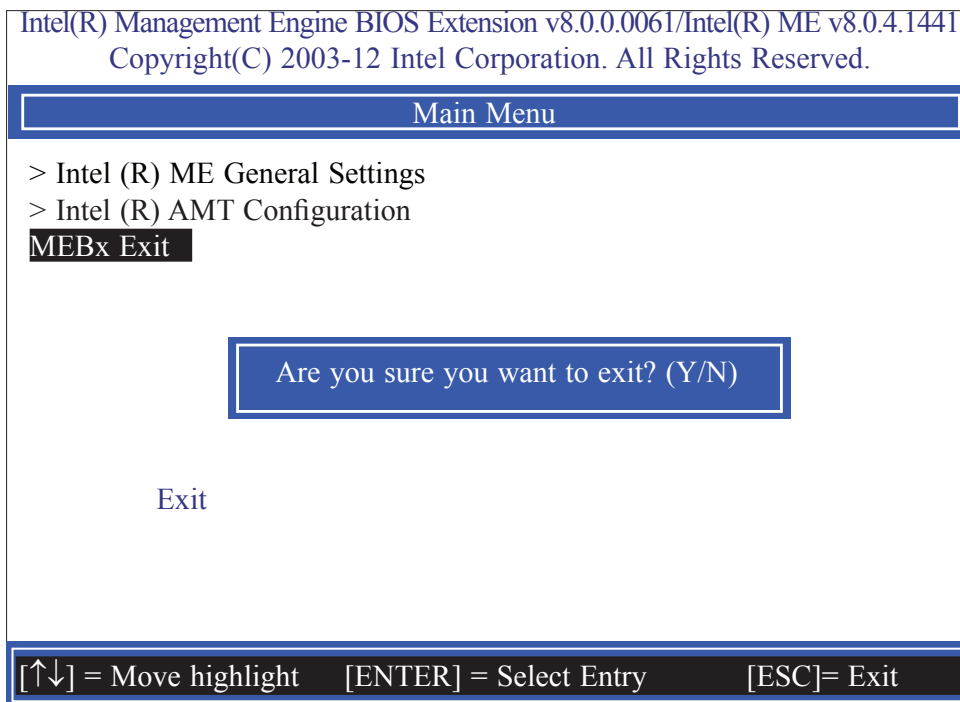 Intel(R) Management Engine BIOS Extension v8.0.0.0061/Intel(R) ME v8.0.4.1441
Copyright(C) 2003-12 Intel Corporation. All Rights Reserved.
Main Menu
> Intel (R) ME General Settings
> Intel (R) AMT Configuration
MEBx Exit
Are you sure you want to exit? (Y/N)
Exit
[↑↓] = Move highlight [ENTER] = Select Entry [ESC]= Exit